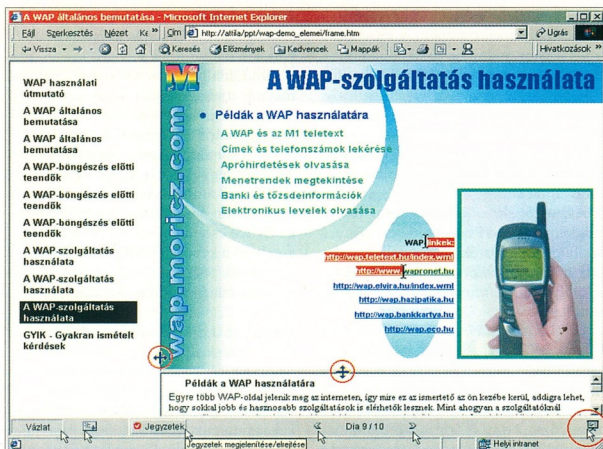 A WAP általános bemutatása - Microsoft Internet Explorer
Fájl Szerkesztés Nézet Ke » Cím http://attila/ppt/wap-demo_elemei/frame.htm Ugrás
Vissza Keresés Előzmények Kedvencek Mappák Hivatkozások »
WAP használati
útmutató
A WAP általános
bemutatása
A WAP általános
bemutatása
A WAP-böngészés előtti
teendők
A WAP-böngészés előtti
teendők
A WAP-böngészés előtti
teendők
A WAP-szolgáltatás
használata
A WAP-szolgáltatás
használata
A WAP-szolgáltatás
használata
GYIK - Gyakran ismételt
kérdések
M
wap.moricz.com
A WAP-szolgáltatás használata
• Példák a WAP használatára
A WAP és az M1 teletext
Címek és telefonszámok lekérése
Apróhirdetések olvasása
Menetrendek megtekintése
Banki és tőzsdeinformációk
Elektronikus levelek olvasása
WAP linkek:
http://wap.teletext.hu/index.wml
http://www.wapronet.hu
http://wap.elvira.hu/index.wml
http://wap.hazipatika.hu
http://wap.bankkartya.hu
http://wap.eco.hu
Példák a WAP használatára
Egyre több WAP-oldal jelenik meg az interneten, így mire ez az ismertető az ön kezébe kerül, addigra lehet,
hogy sokkal jobb és hasznosabb szolgáltatások is elérhetők lesznek. Mint ahogyan a szolgáltatóknál
Vázlat Jegyzetek Dia 9 / 10
Jegyzetek megjelenítése/elrejtése
Helyi intranet